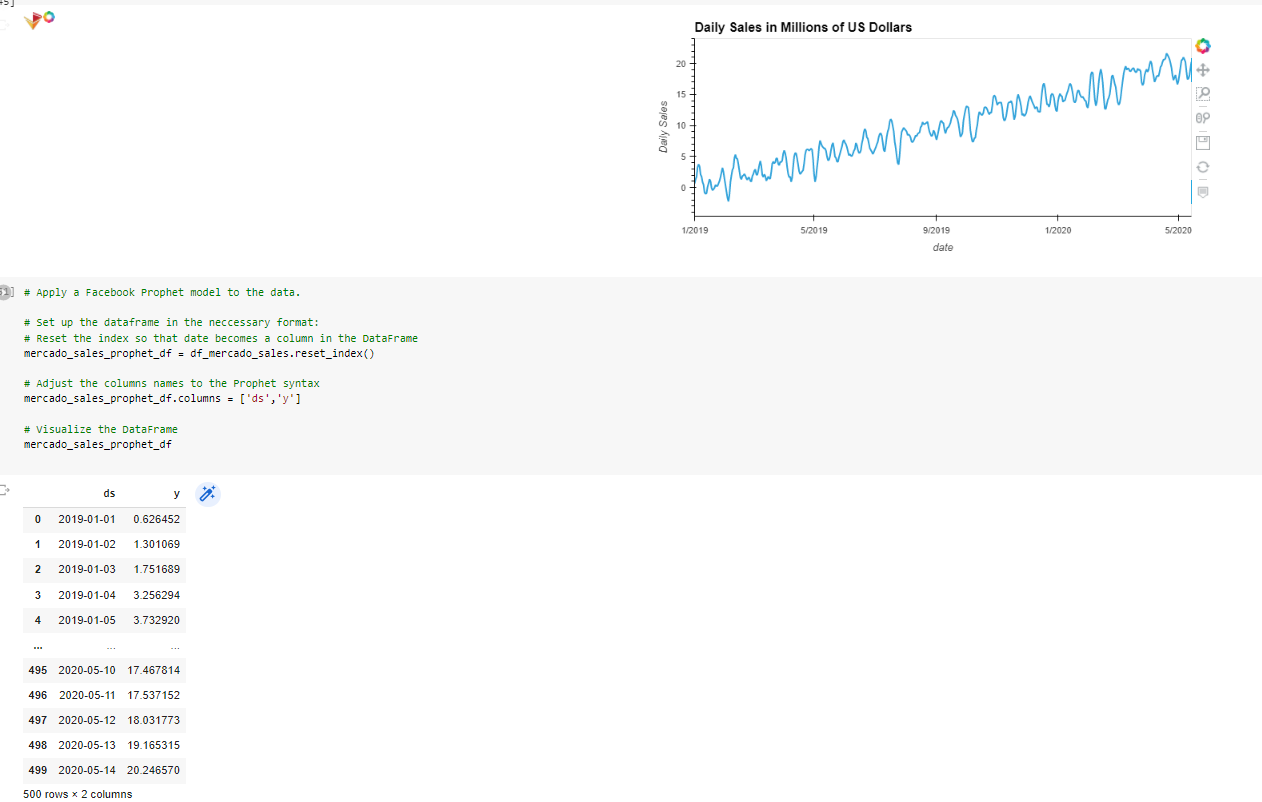 Daily Sales in Millions of US Dollars
20
15
10
5
0
Daily Sales
1/2019 5/2019 9/2019 1/2020 5/2020
date
# Apply a Facebook Prophet model to the data.
# Set up the dataframe in the neccessary format:
# Reset the index so that date becomes a column in the DataFrame
mercado_sales_prophet_df = df_mercado_sales.reset_index()
# Adjust the columns names to the Prophet syntax
mercado_sales_prophet_df.columns = ['ds','y']
# Visualize the DataFrame
mercado_sales_prophet_df
ds y
0 2019-01-01 0.626452
1 2019-01-02 1.301069
2 2019-01-03 1.751689
3 2019-01-04 3.256294
4 2019-01-05 3.732920
... ... ...
495 2020-05-10 17.467814
496 2020-05-11 17.537152
497 2020-05-12 18.031773
498 2020-05-13 19.165315
499 2020-05-14 20.246570
500 rows × 2 columns